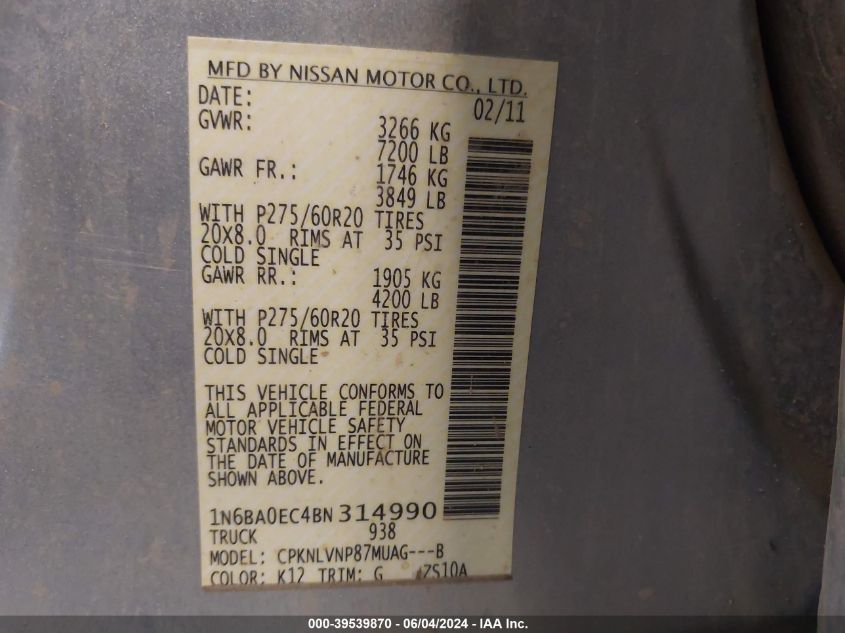 MFD BY NISSAN MOTOR CO., LTD.
DATE: 02/11
GVWR: 3266 KG
7200 LB
GAWR FR.: 1746 KG
3849 LB
WITH P275/60R20 TIRES
20X8.0 RIMS AT 35 PSI
COLD SINGLE
GAWR RR.: 1905 KG
4200 LB
WITH P275/60R20 TIRES
20X8.0 RIMS AT 35 PSI
COLD SINGLE
THIS VEHICLE CONFORMS TO
ALL APPLICABLE FEDERAL
MOTOR VEHICLE SAFETY
STANDARDS IN EFFECT ON
THE DATE OF MANUFACTURE
SHOWN ABOVE.
1N6BA0EC4BN314990
TRUCK 938
MODEL: CPKNLVNP87MUAG---B
COLOR: K12 TRIM: G ZS10A
000-39539870 - 06/04/2024 - IAA Inc.